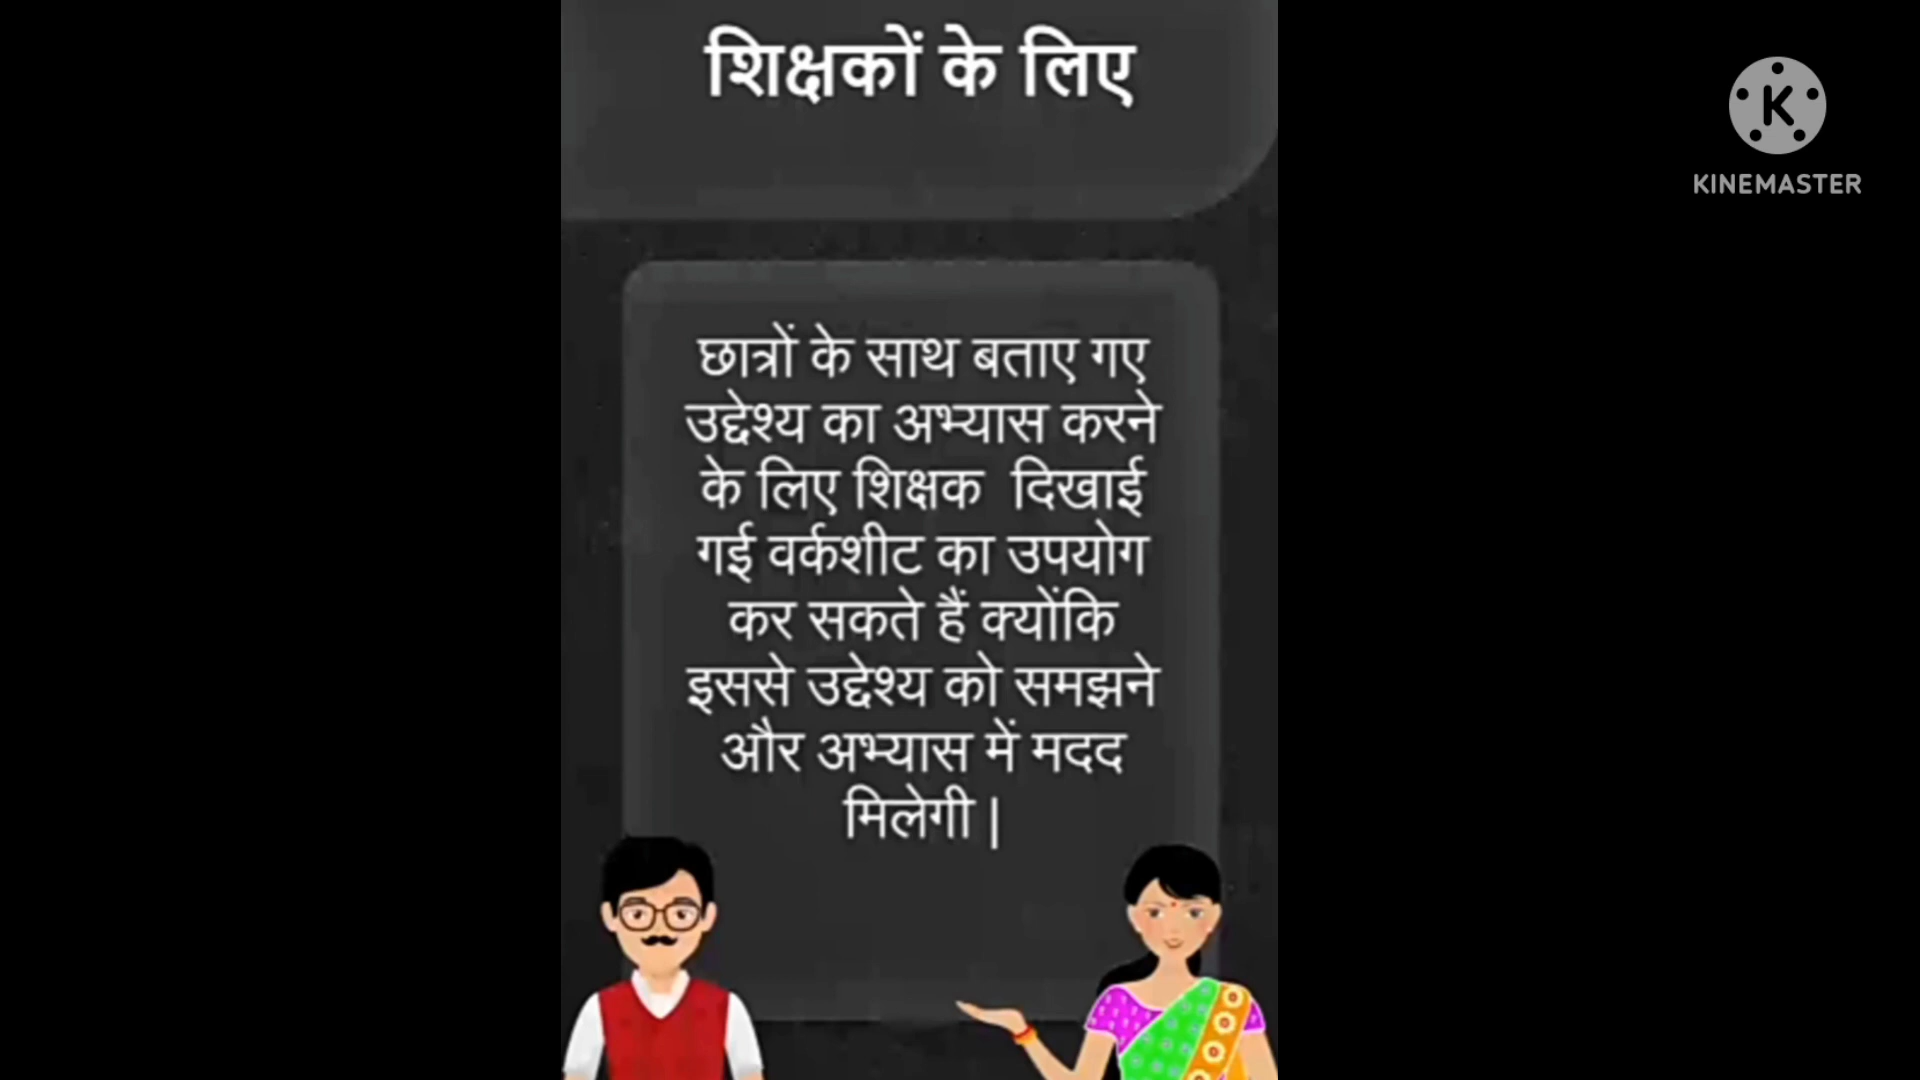 शिक्षकों के लिए
KINEMASTER
छात्रों के साथ बताए गए
उद्देश्य का अभ्यास करने
के लिए शिक्षक दिखाई
गई वर्कशीट का उपयोग
कर सकते हैं क्योंकि
इससे उद्देश्य को समझने
और अभ्यास में मदद
मिलेगी |